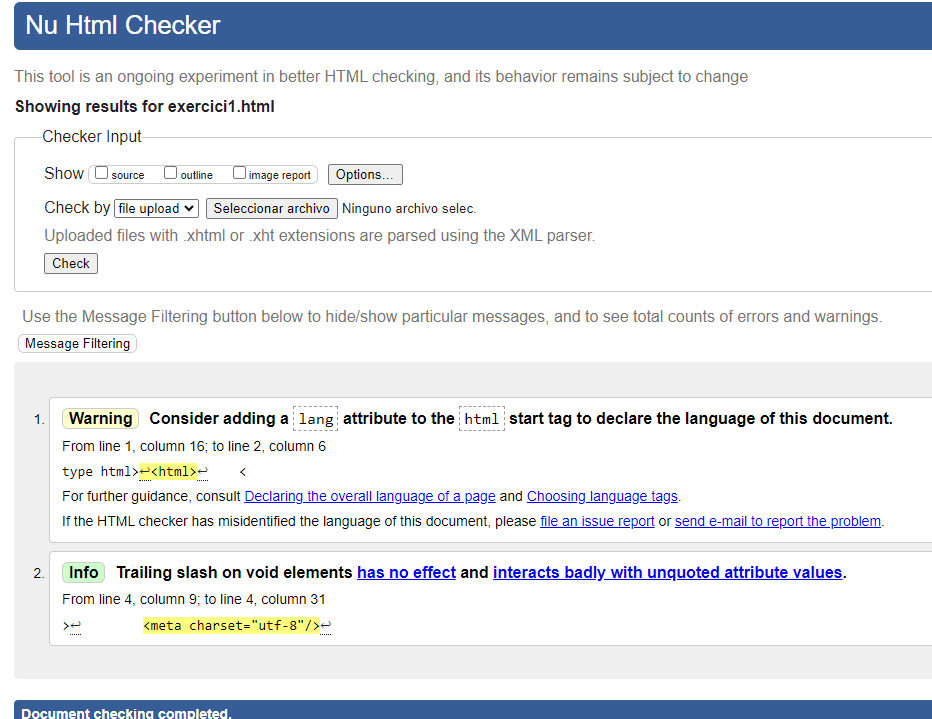 Nu Html Checker
This tool is an ongoing experiment in better HTML checking, and its behavior remains subject to change
Showing results for exercici1.html
Checker Input
Show source outline image report Options...
Check by file upload Seleccionar archivo Ninguno archivo selec.
Uploaded files with .xhtml or .xht extensions are parsed using the XML parser.
Check
Use the Message Filtering button below to hide/show particular messages, and to see total counts of errors and warnings.
Message Filtering
1. Warning Consider adding a lang attribute to the html start tag to declare the language of this document.
From line 1, column 16; to line 2, column 6
type html>↩<html>↩    <
For further guidance, consult Declaring the overall language of a page and Choosing language tags.
If the HTML checker has misidentified the language of this document, please file an issue report or send e-mail to report the problem.
2. Info Trailing slash on void elements has no effect and interacts badly with unquoted attribute values.
From line 4, column 9; to line 4, column 31
>↩        <meta charset="utf-8"/>↩
Document checking completed.